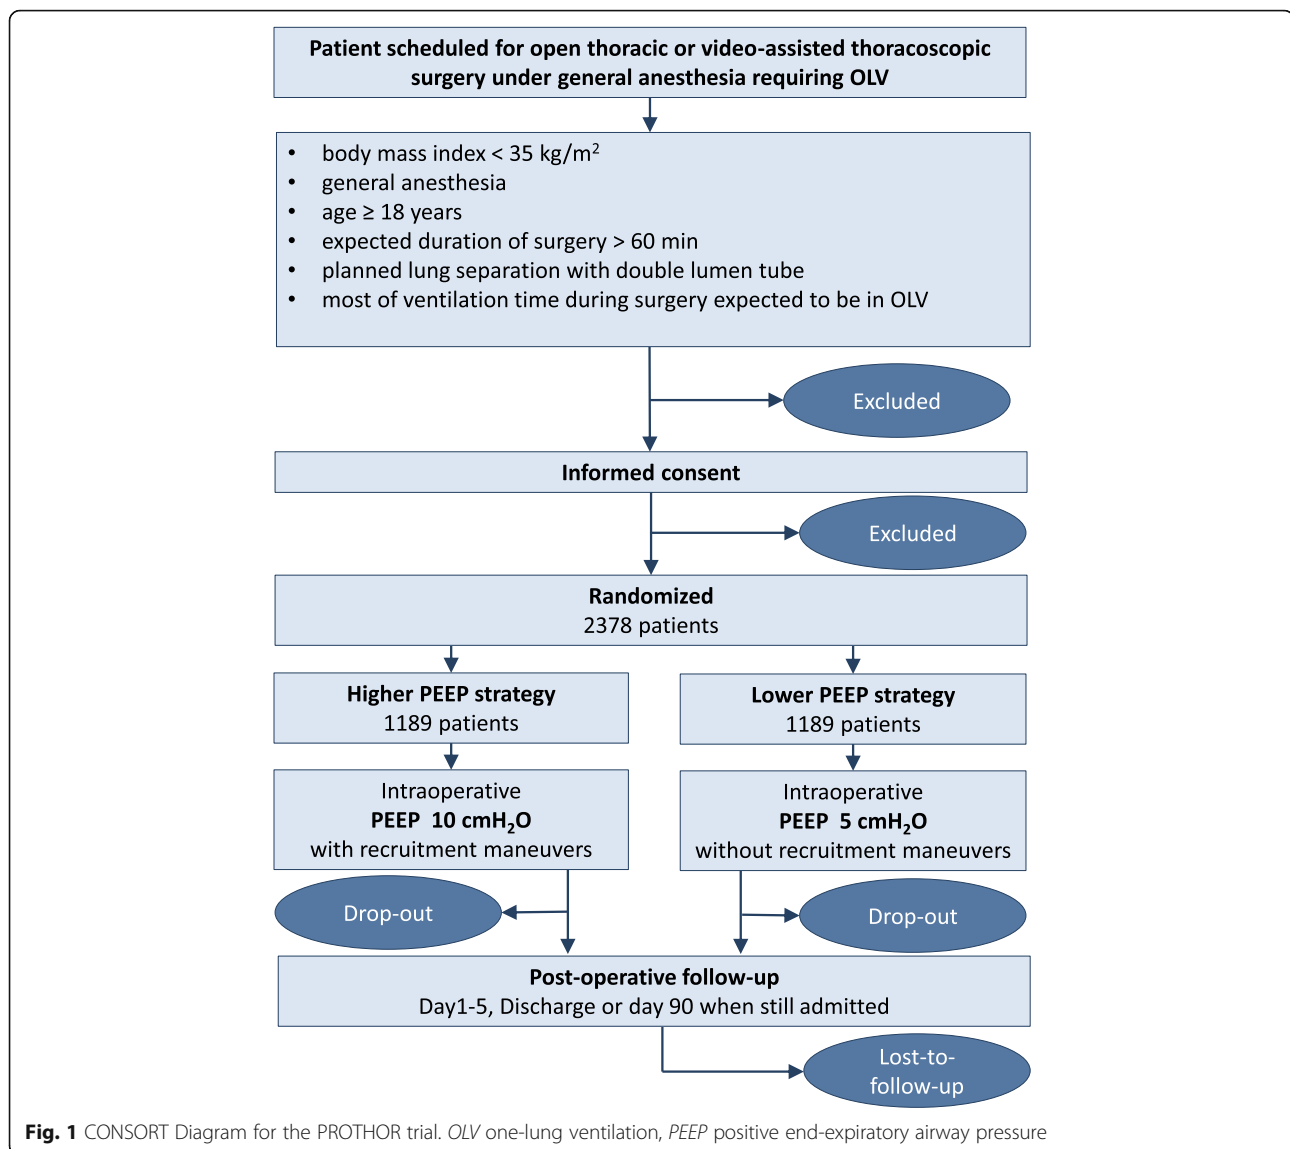 Patient scheduled for open thoracic or video-assisted thoracoscopic
surgery under general anesthesia requiring OLV
• body mass index < 35 kg/m²
• general anesthesia
• age ≥ 18 years
• expected duration of surgery > 60 min
• planned lung separation with double lumen tube
• most of ventilation time during surgery expected to be in OLV
Excluded
Informed consent
Excluded
Randomized
2378 patients
Higher PEEP strategy
1189 patients
Lower PEEP strategy
1189 patients
Intraoperative
PEEP 10 cmH₂O
with recruitment maneuvers
Intraoperative
PEEP 5 cmH₂O
without recruitment maneuvers
Drop-out
Drop-out
Post-operative follow-up
Day1-5, Discharge or day 90 when still admitted
Lost-to-
follow-up
Fig. 1 CONSORT Diagram for the PROTHOR trial. OLV one-lung ventilation, PEEP positive end-expiratory airway pressure